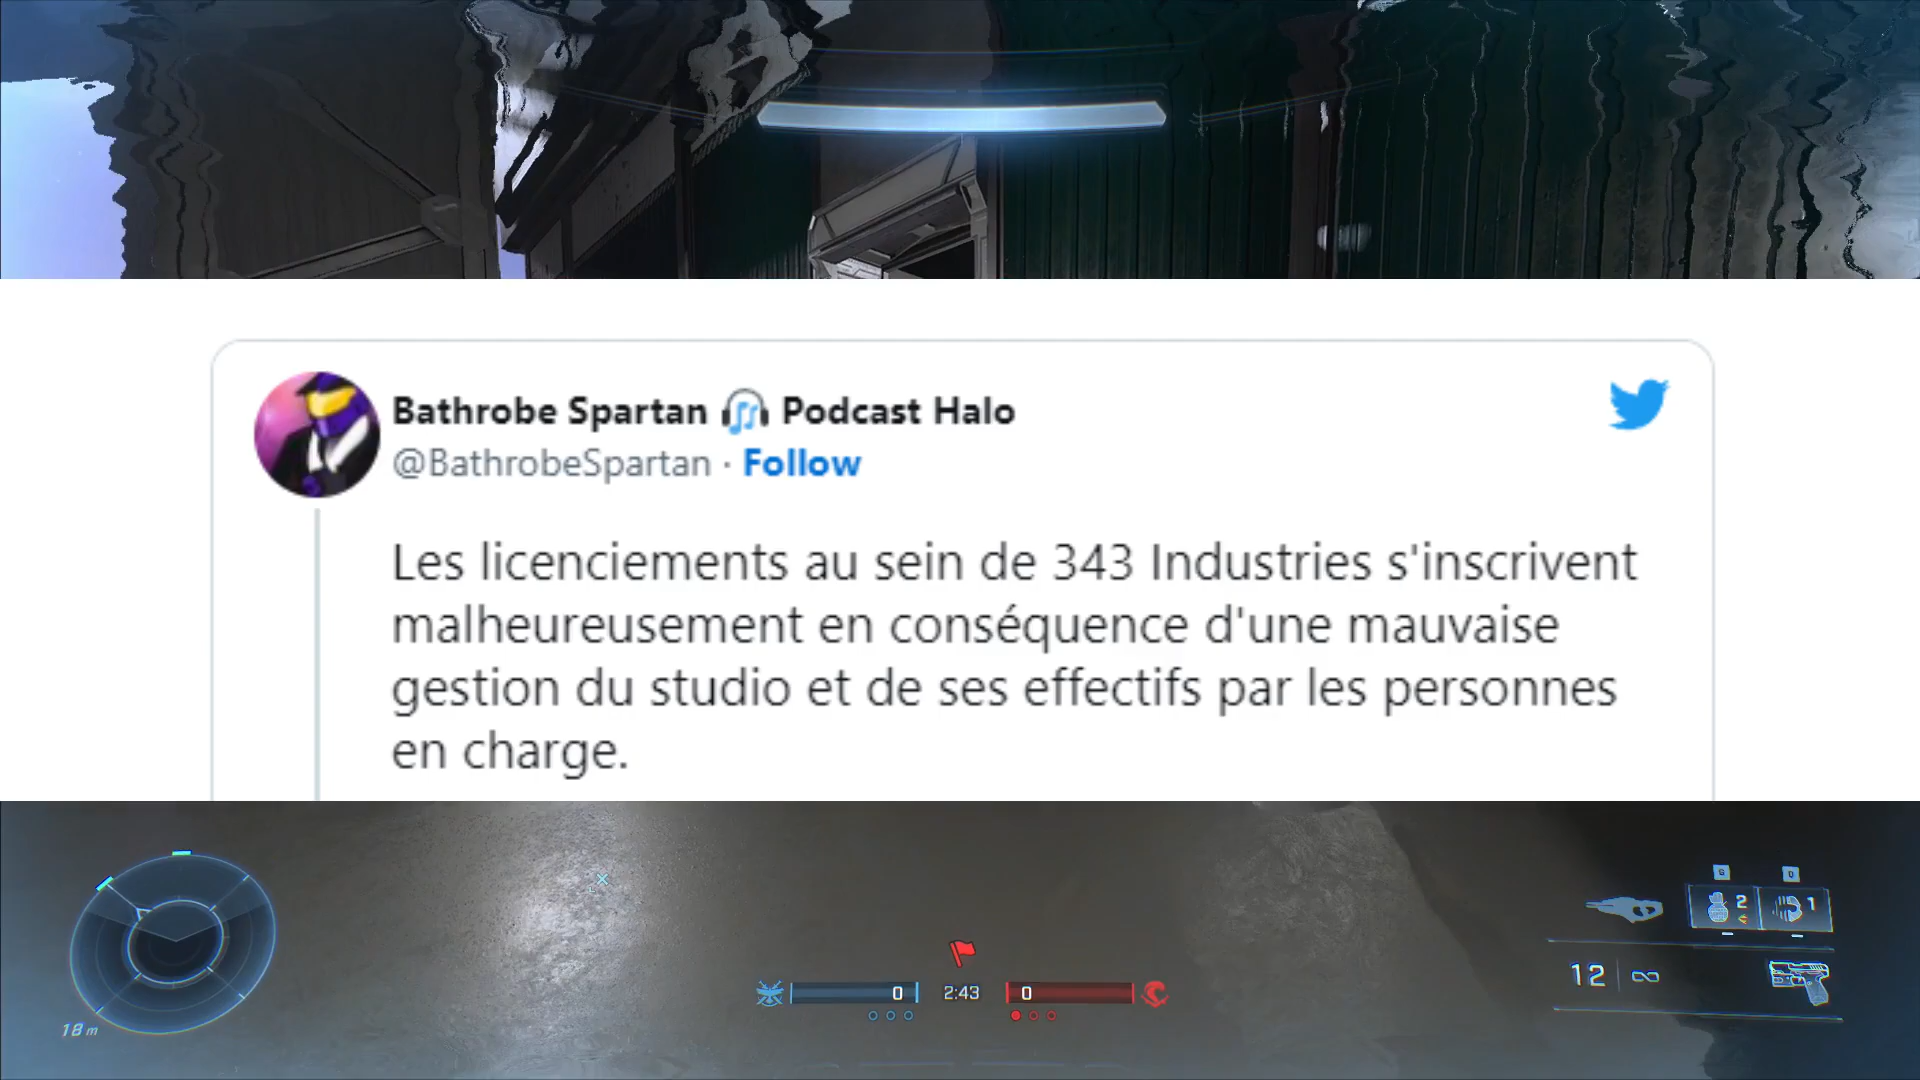 Bathrobe Spartan Podcast Halo
@BathrobeSpartan · Follow
Les licenciements au sein de 343 Industries s'inscrivent
malheureusement en conséquence d'une mauvaise
gestion du studio et de ses effectifs par les personnes
en charge.
G Q
2 1
12 ∞
0 2:43 0
18 m